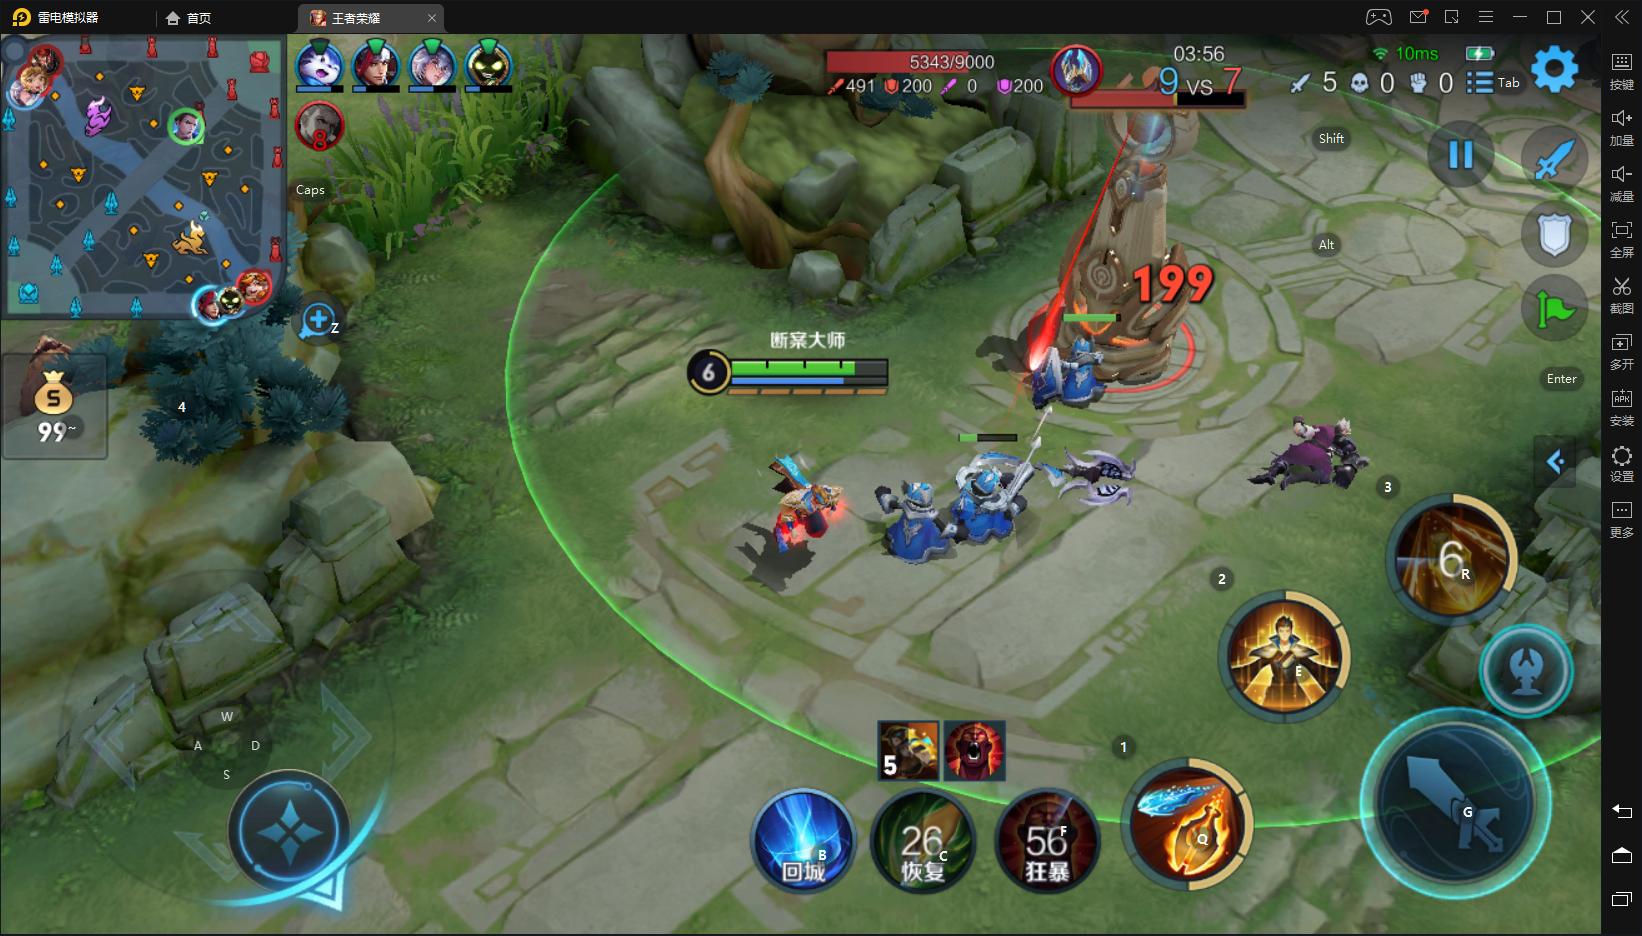 雷电模拟器
首页
王者荣耀
×
5343/9000
491 200 0 200
03:56
9 VS 7
10ms
5 0 0 Tab
8
Caps
Shift
Alt
Enter
Z
4
99~
199
断案大师
6
3
6 R
2
E
1
Q
G
W
A D
S
5
B
回城
26 C
恢复
56 F
狂暴
按键
加量
减量
全屏
截图
多开
APK
安装
设置
更多